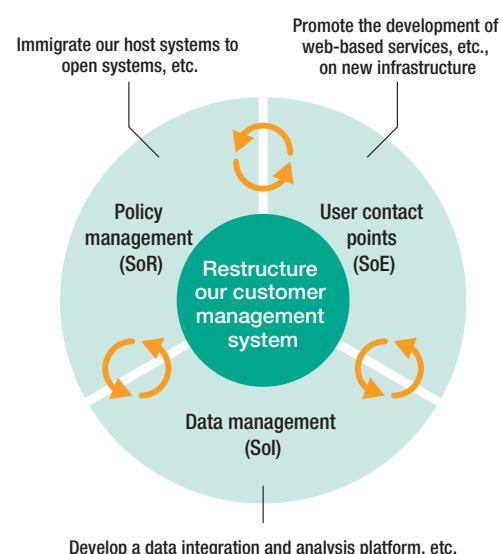 Immigrate our host systems to
open systems, etc.
Promote the development of
web-based services, etc.,
on new infrastructure
Policy
management
(SoR)
User contact
points
(SoE)
Restructure
our customer
management
system
Data management
(SoI)
Develop a data integration and analysis platform, etc.